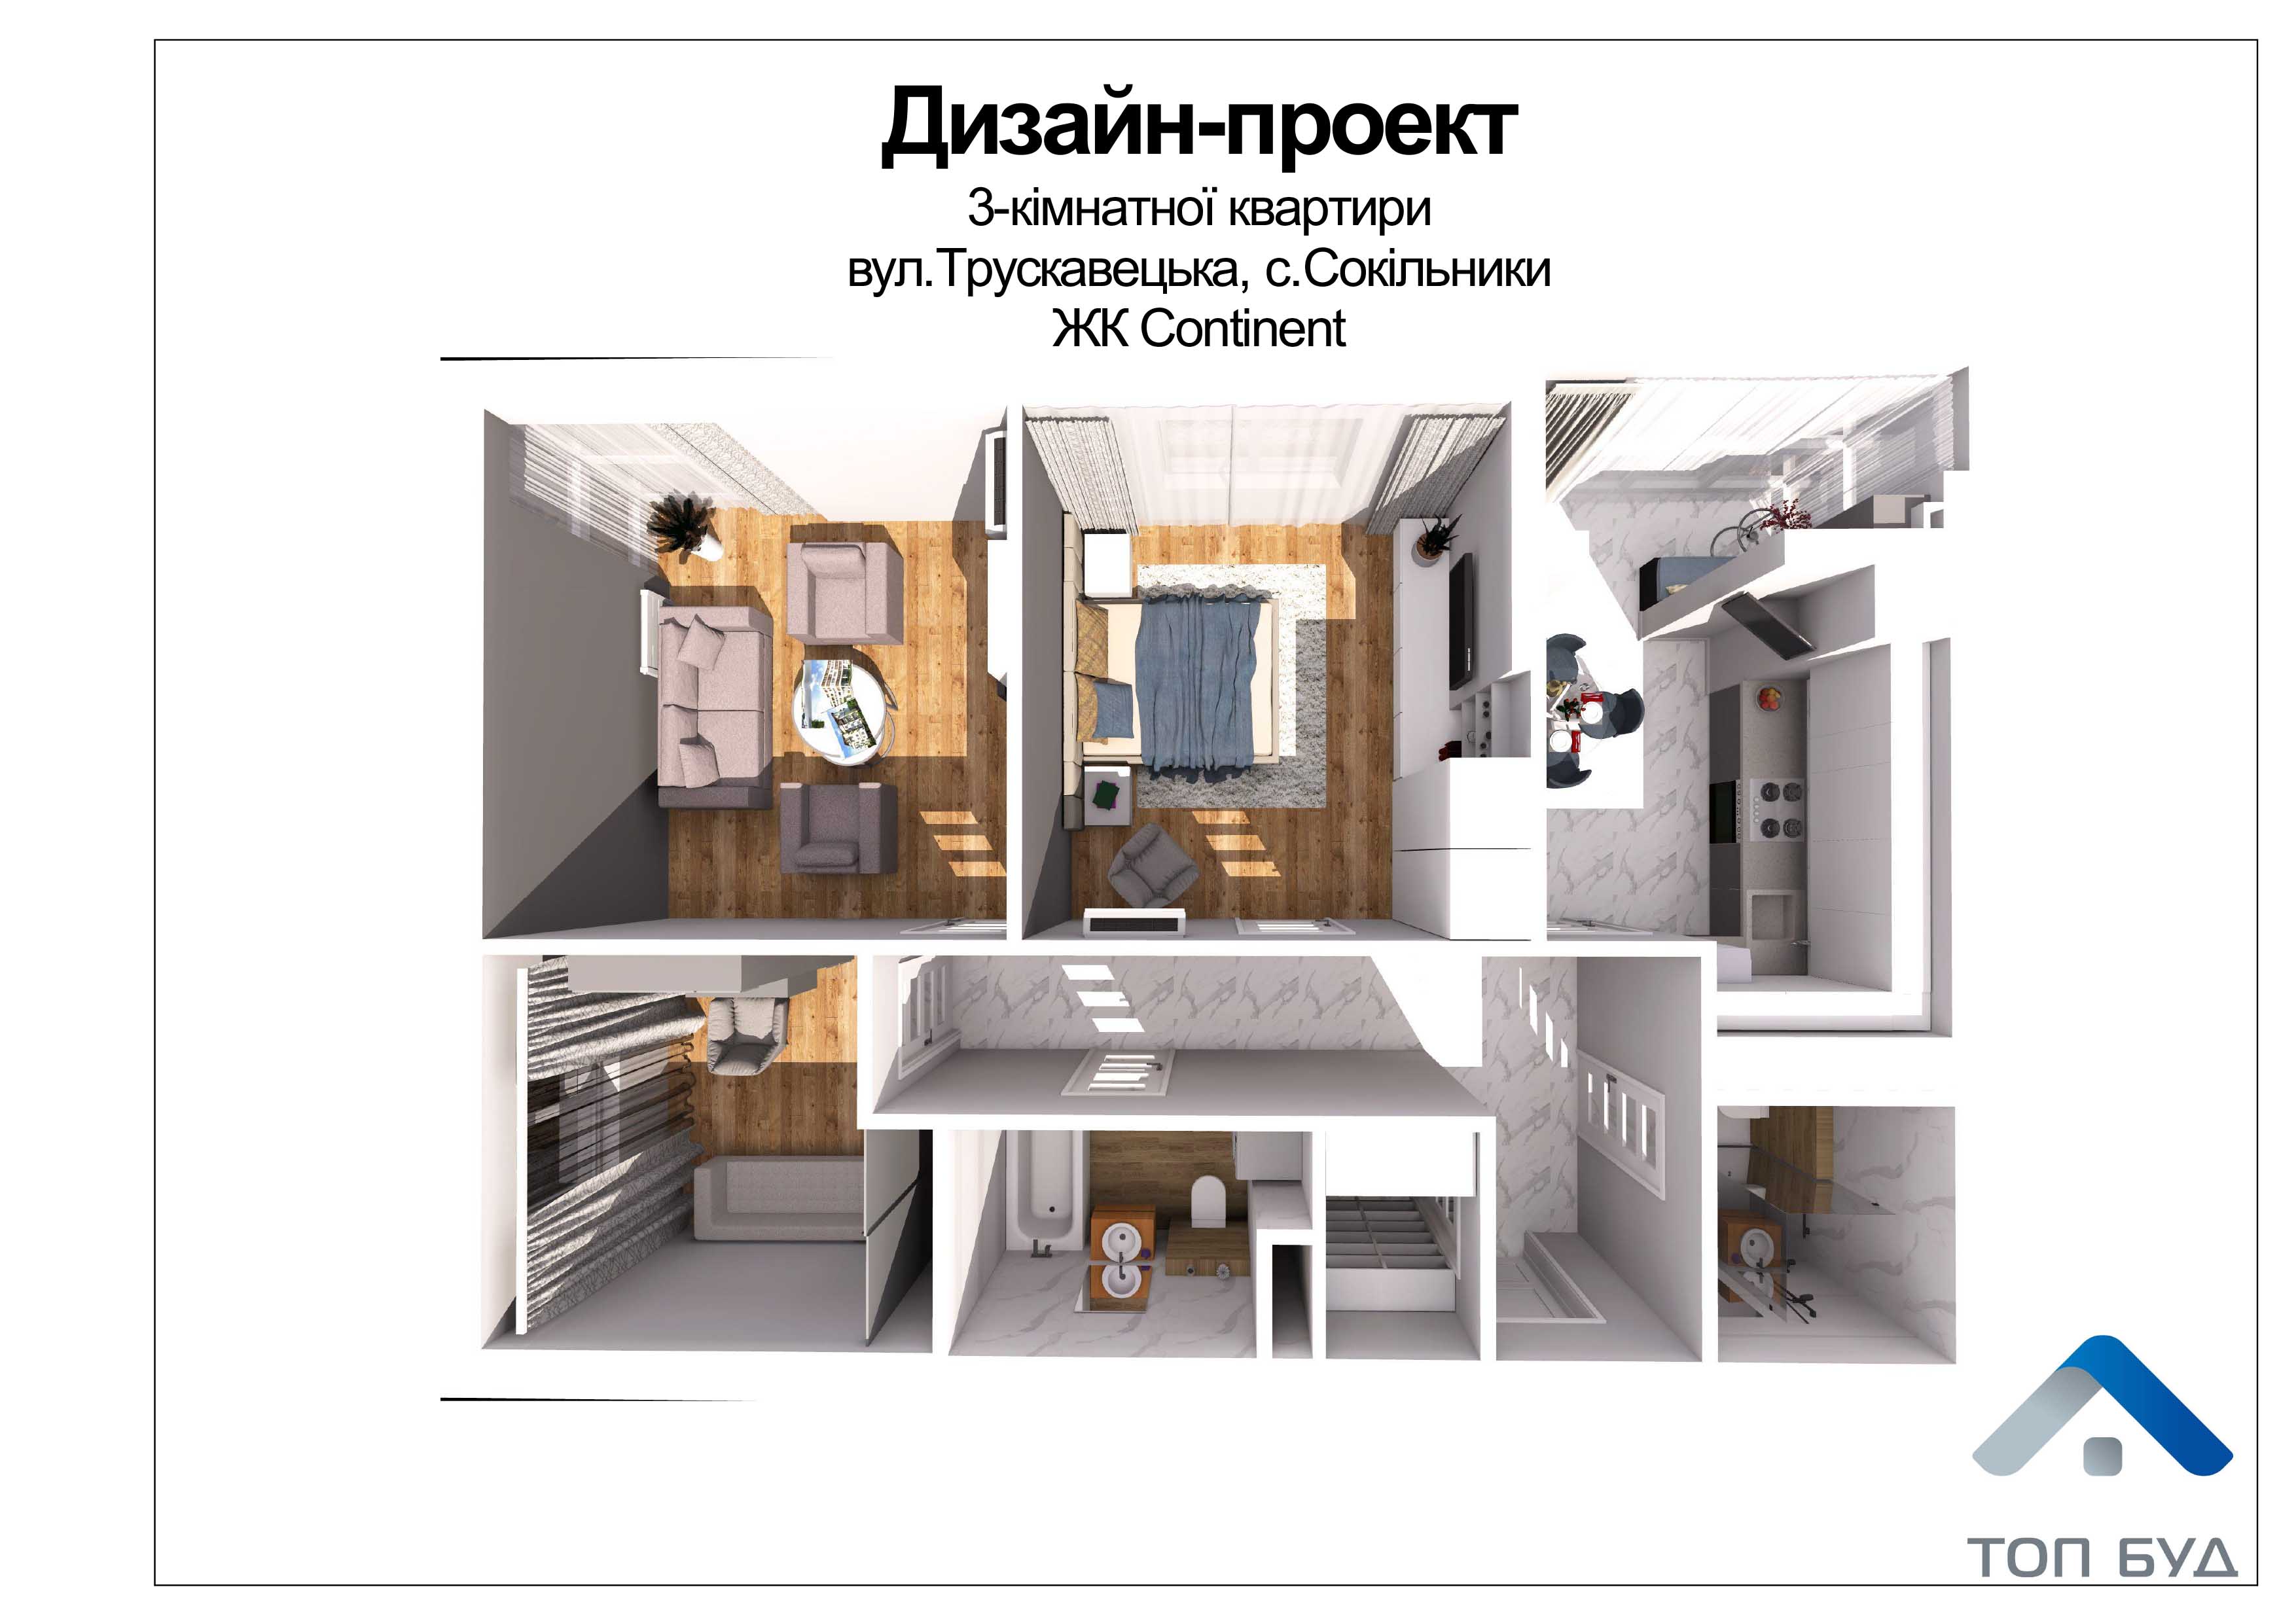 Дизайн-проект
3-кімнатної квартири
вул.Трускавецька, с.Сокільники
ЖК Continent
ТОП БУД